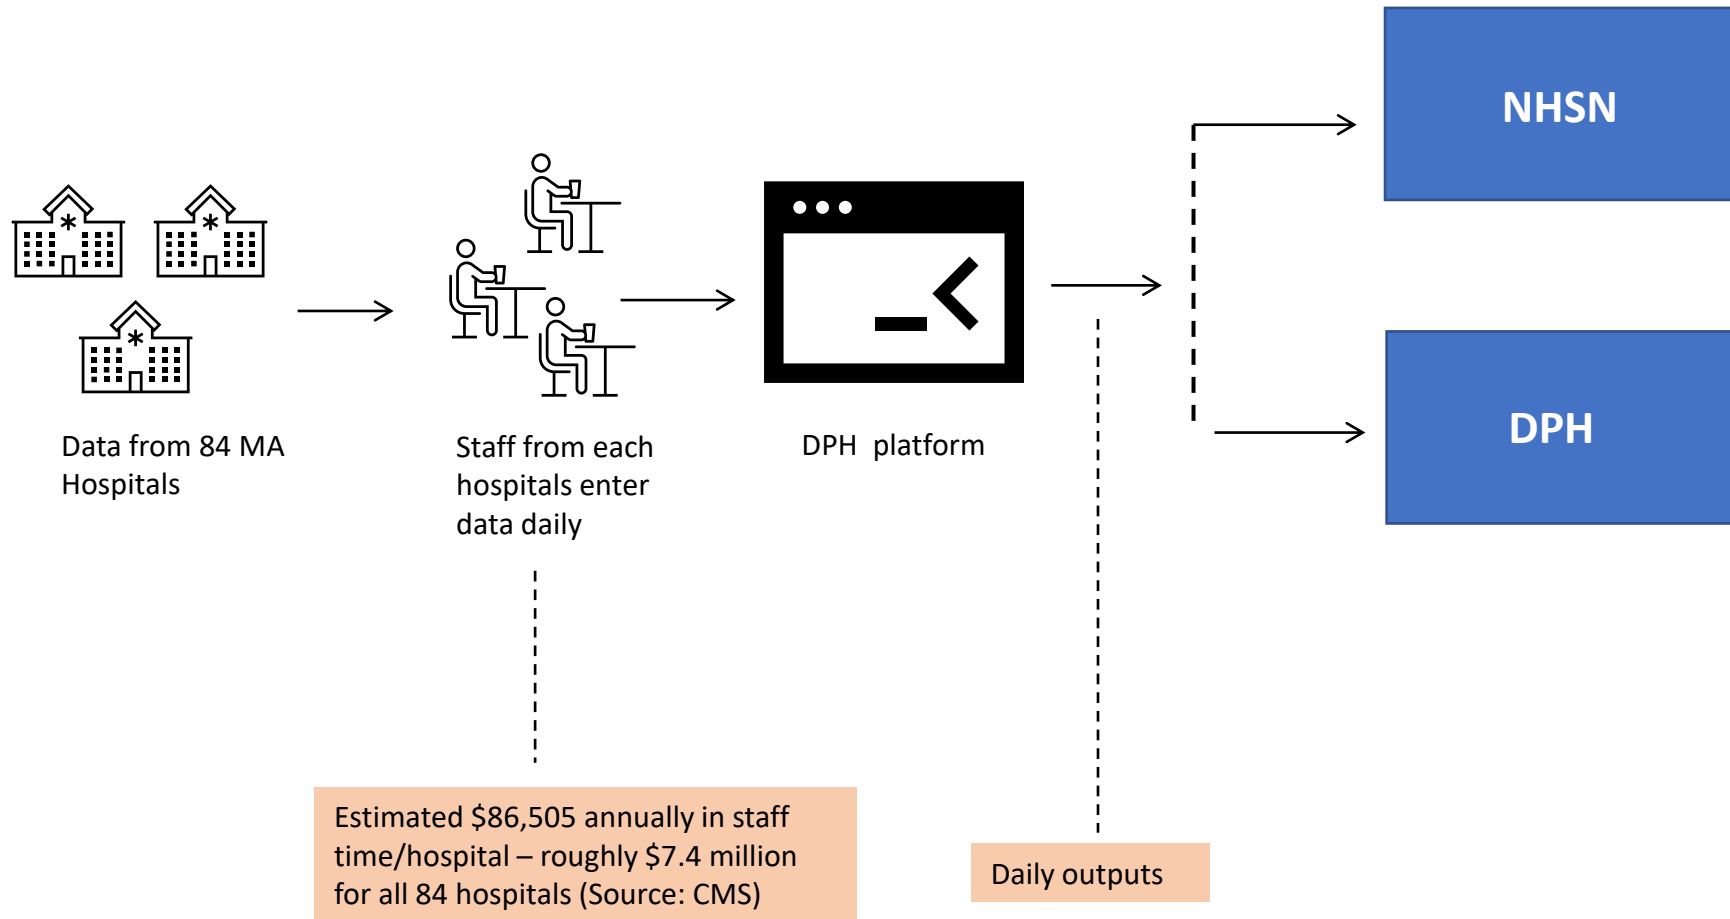 NHSN
Data from 84 MA
Hospitals
Staff from each
hospitals enter
data daily
DPH platform
DPH
Estimated $86,505 annually in staff
time/hospital – roughly $7.4 million
for all 84 hospitals (Source: CMS)
Daily outputs